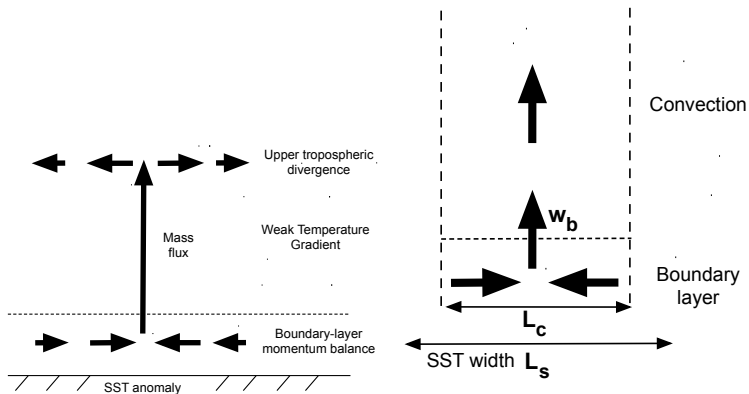 Upper tropospheric
divergence
Mass
flux
Weak Temperature
Gradient
Boundary-layer
momentum balance
SST anomaly
Convection
w_b
Boundary
layer
L_c
SST width L_s